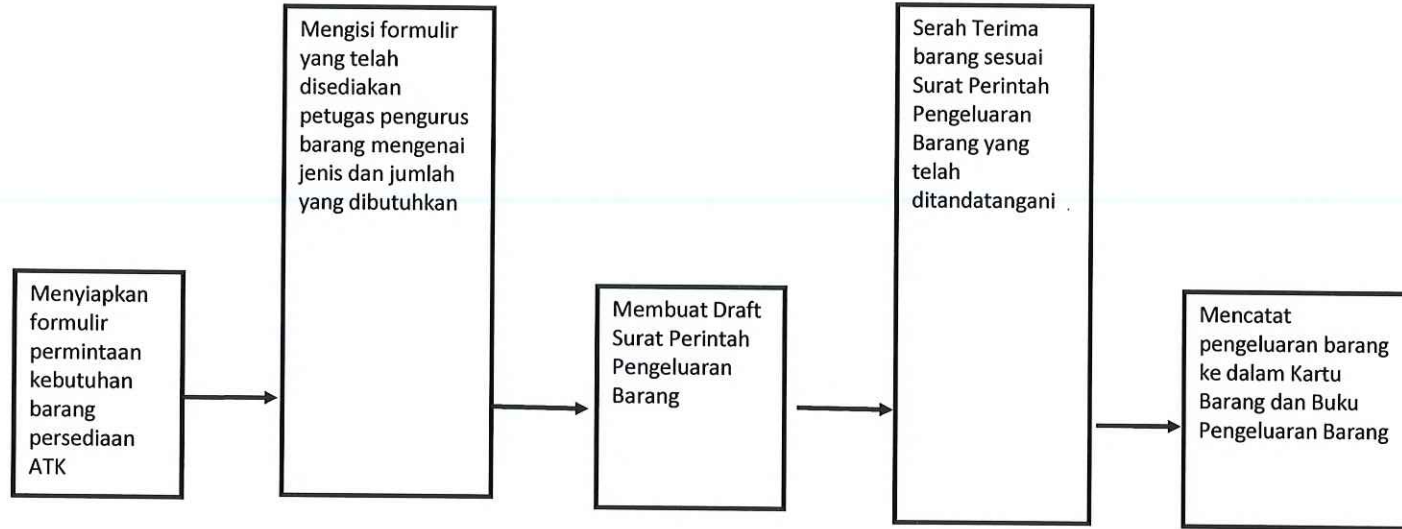 Menyiapkan
formulir
permintaan
kebutuhan
barang
persediaan
ATK
Mengisi formulir
yang telah
disediakan
petugas pengurus
barang mengenai
jenis dan jumlah
yang dibutuhkan
Membuat Draft
Surat Perintah
Pengeluaran
Barang
Serah Terima
barang sesuai
Surat Perintah
Pengeluaran
Barang yang
telah
ditandatangani
Mencatat
pengeluaran barang
ke dalam Kartu
Barang dan Buku
Pengeluaran Barang